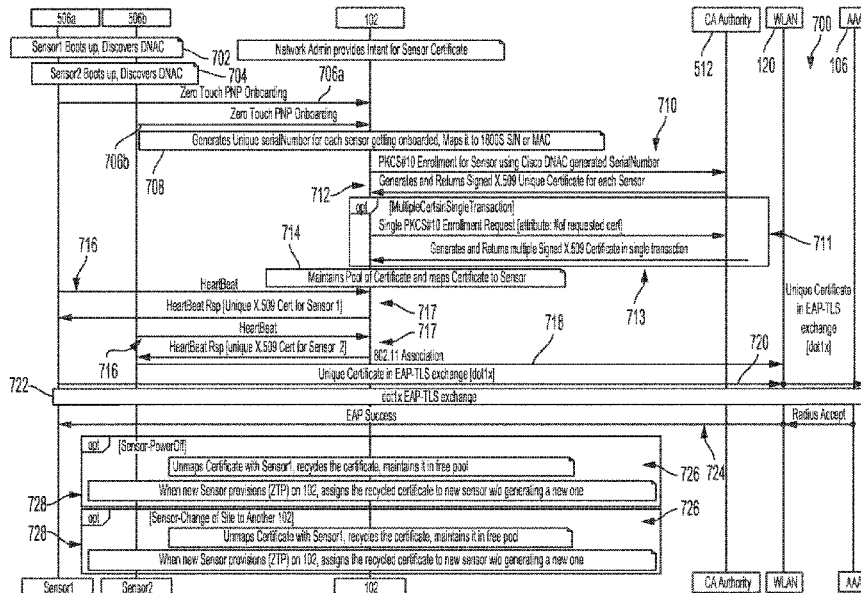 506a
506b
102
CA Authority
WLAN
AAA
Sensor1 Boots up, Discovers DNAC
702
Network Admin provides Intent for Sensor Certificate
512
120
700
106
Sensor2 Boots up, Discovers DNAC
704
Zero Touch PNP Onboarding
706a
Zero Touch PNP Onboarding
710
706b
Generates Unique serialNumber for each sensor getting onboarded, Maps it to 1800S S/N or MAC
708
PKCS#10 Enrollment for Sensor using Cisco DNAC generated SerialNumber
712
Generates and Returns Signed X.509 Unique Certificate for each Sensor
opt
[MultipleCertsinSingleTransaction]
Single PKCS#10 Enrollment Request [attribute: #of requested cert]
711
714
Generates and Returns multiple Signed X.509 Certificate in single transaction
716
Maintains Pool of Certificate and maps Certificate to Sensor
713
HeartBeat
717
HeartBeat Rsp [Unique X.509 Cert for Sensor 1]
Unique Certificate
in EAP-TLS
exchange
[dot1x]
HeartBeat
717
716
HeartBeat Rsp [unique X.509 Cert for Sensor 2]
802.11 Association
718
720
Unique Certificate in EAP-TLS exchange [dot1x]
722
dot1x EAP-TLS exchange
EAP Success
Radius Accept
724
opt
[Sensor-PowerOff]
Unmaps Certificate with Sensor1, recycles the certificate, maintains it in free pool
726
728
When new Sensor provisions (ZTP) on 102, assigns the recycled certificate to new sensor w/o generating a new one
opt
[Sensor-Change of Site to Another 102]
726
Unmaps Certificate with Sensor1, recycles the certificate, maintains it in free pool
728
When new Sensor provisions (ZTP) on 102, assigns the recycled certificate to new sensor w/o generating a new one
Sensor1
Sensor2
102
CA Authority
WLAN
AAA